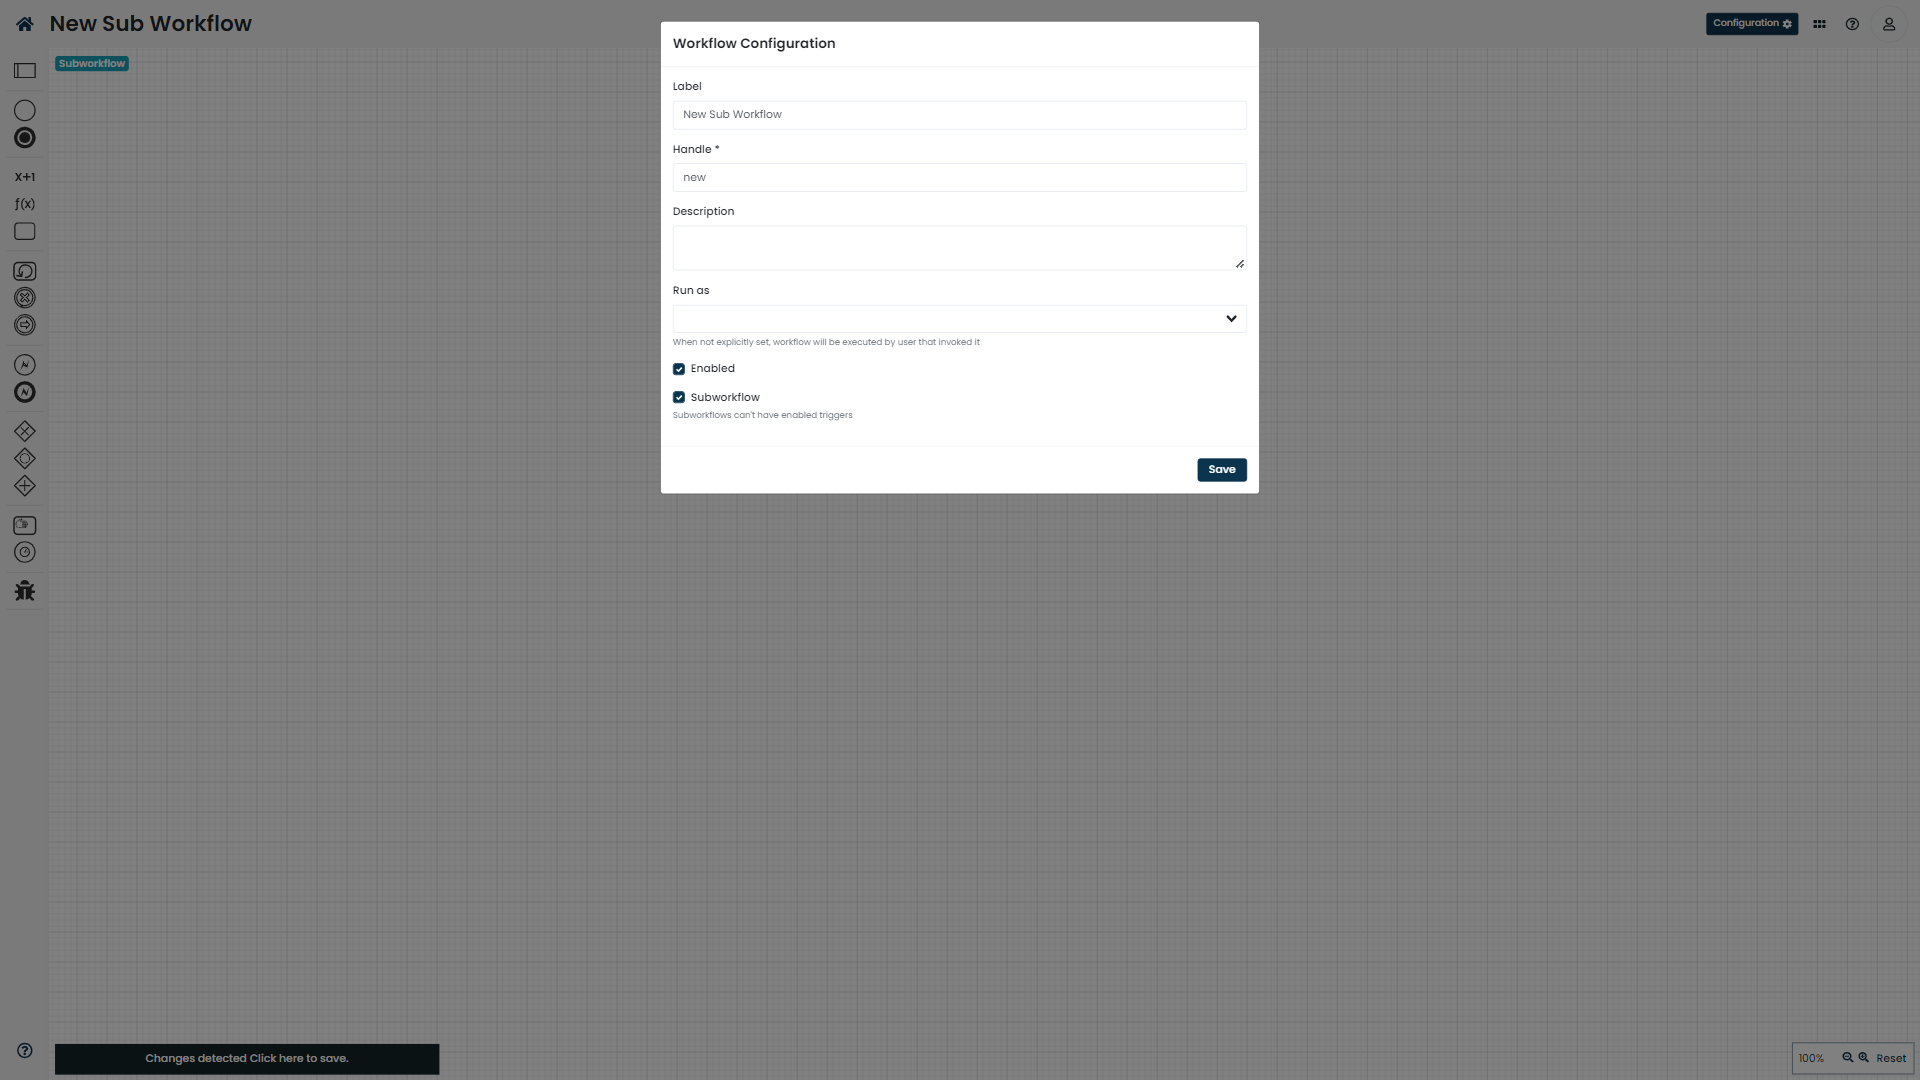 New Sub Workflow
Configuration
Subworkflow
X+1
f(x)
Workflow Configuration
Label
New Sub Workflow
Handle *
new
Description
Run as
When not explicitly set, workflow will be executed by user that invoked it
Enabled
Subworkflow
Subworkflows can't have enabled triggers
Save
Changes detected Click here to save.
100%
Reset